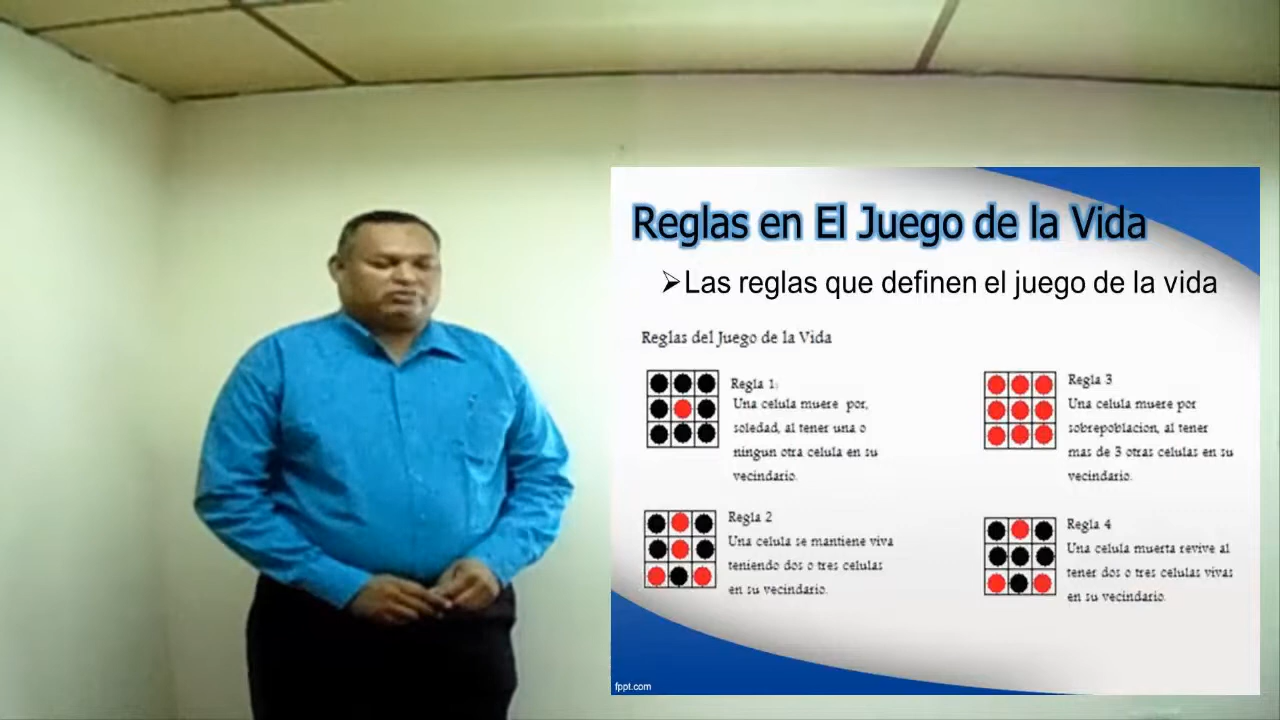 Reglas en El Juego de la Vida
➢Las reglas que definen el juego de la vida
Reglas del Juego de la Vida
Regla 1:
Una celula muere por,
soledad, al tener una o
ningun otra celula en su
vecindario.
Regla 2
Una celula se mantiene viva
teniendo dos o tres celulas
en su vecindario.
Regla 3
Una celula muere por
sobrepoblacion, al tener
mas de 3 otras celulas en su
vecindario.
Regla 4
Una celula muerta revive al
tener dos o tres celulas vivas
en su vecindario.
fppt.com